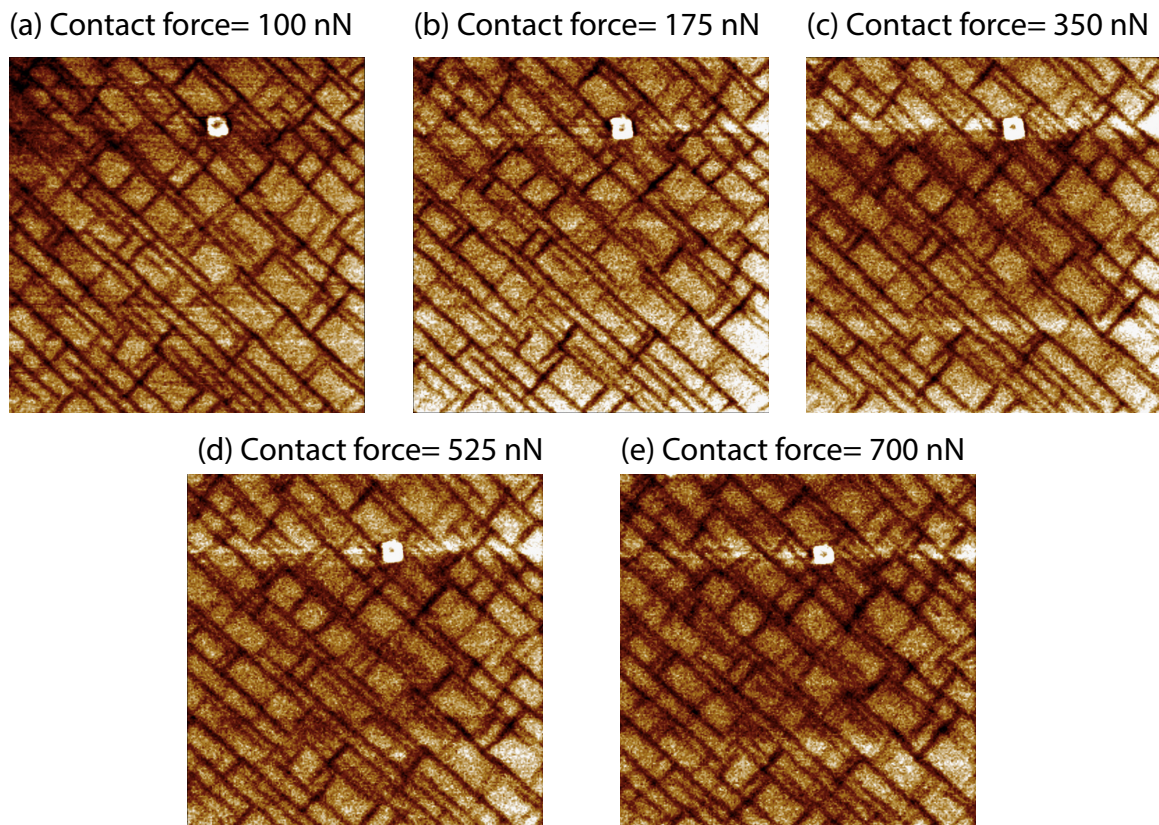 (a) Contact force= 100 nN
(b) Contact force= 175 nN
(c) Contact force= 350 nN
(d) Contact force= 525 nN
(e) Contact force= 700 nN